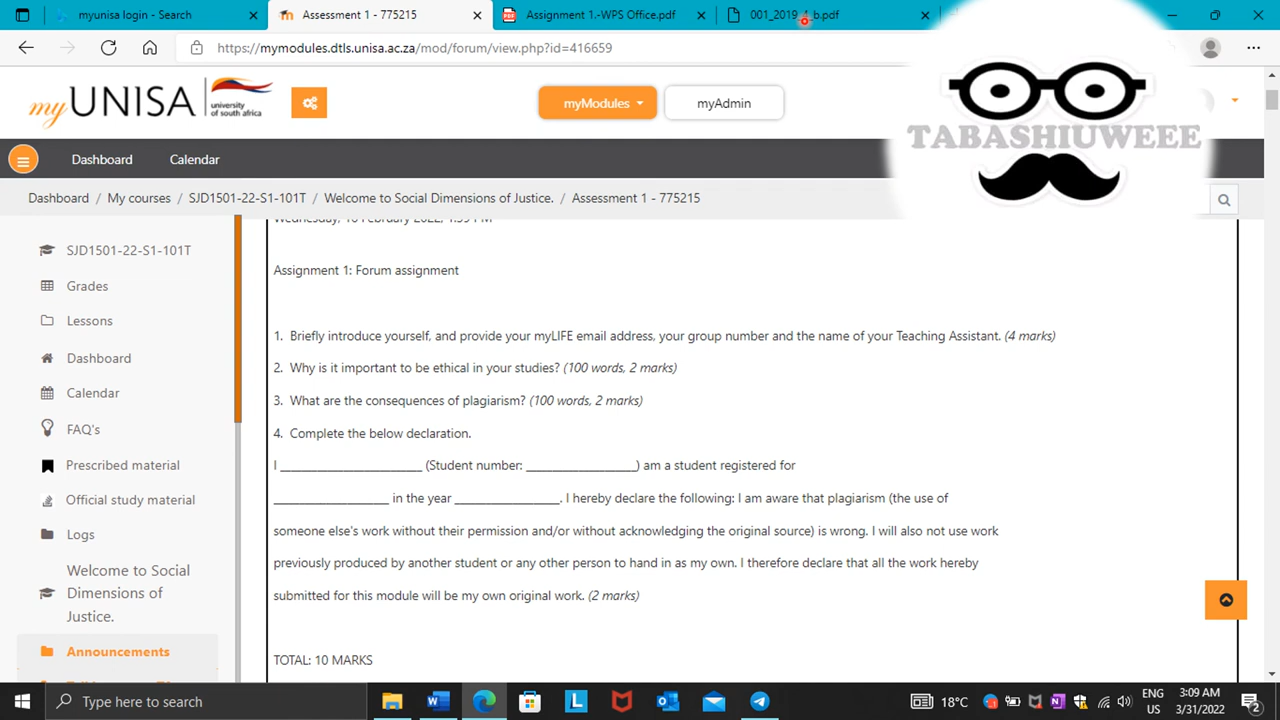 myunisa login - Search
Assessment 1 - 775215
Assignment 1.-WPS Office.pdf
001_2019_4_b.pdf
https://mymodules.dtls.unisa.ac.za/mod/forum/view.php?id=416659
my UNISA
university
of south africa
myModules
myAdmin
TABASHIUWEEE
Dashboard
Calendar
Dashboard / My courses / SJD1501-22-S1-101T / Welcome to Social Dimensions of Justice. / Assessment 1 - 775215
SJD1501-22-S1-101T
Grades
Lessons
Dashboard
Calendar
FAQ's
Prescribed material
Official study material
Logs
Welcome to Social
Dimensions of
Justice.
Announcements
Assignment 1: Forum assignment
1. Briefly introduce yourself, and provide your myLIFE email address, your group number and the name of your Teaching Assistant. (4 marks)
2. Why is it important to be ethical in your studies? (100 words, 2 marks)
3. What are the consequences of plagiarism? (100 words, 2 marks)
4. Complete the below declaration.
I ______________________ (Student number: _________________) am a student registered for
__________________ in the year ________________. I hereby declare the following: I am aware that plagiarism (the use of
someone else's work without their permission and/or without acknowledging the original source) is wrong. I will also not use work
previously produced by another student or any other person to hand in as my own. I therefore declare that all the work hereby
submitted for this module will be my own original work. (2 marks)
TOTAL: 10 MARKS
Type here to search
18°C
ENG
US
3:09 AM
3/31/2022
2